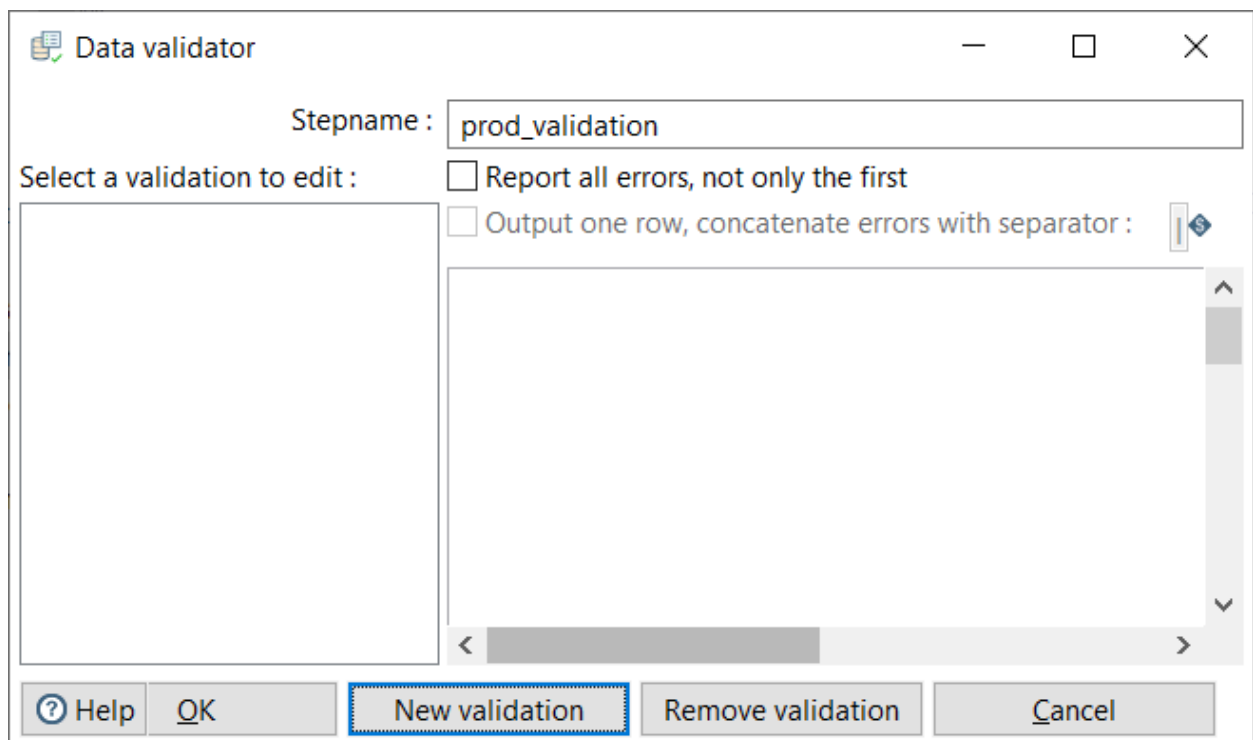 Data validator
Stepname :
prod_validation
Select a validation to edit :
Report all errors, not only the first
Output one row, concatenate errors with separator :
|
Help
OK
New validation
Remove validation
Cancel